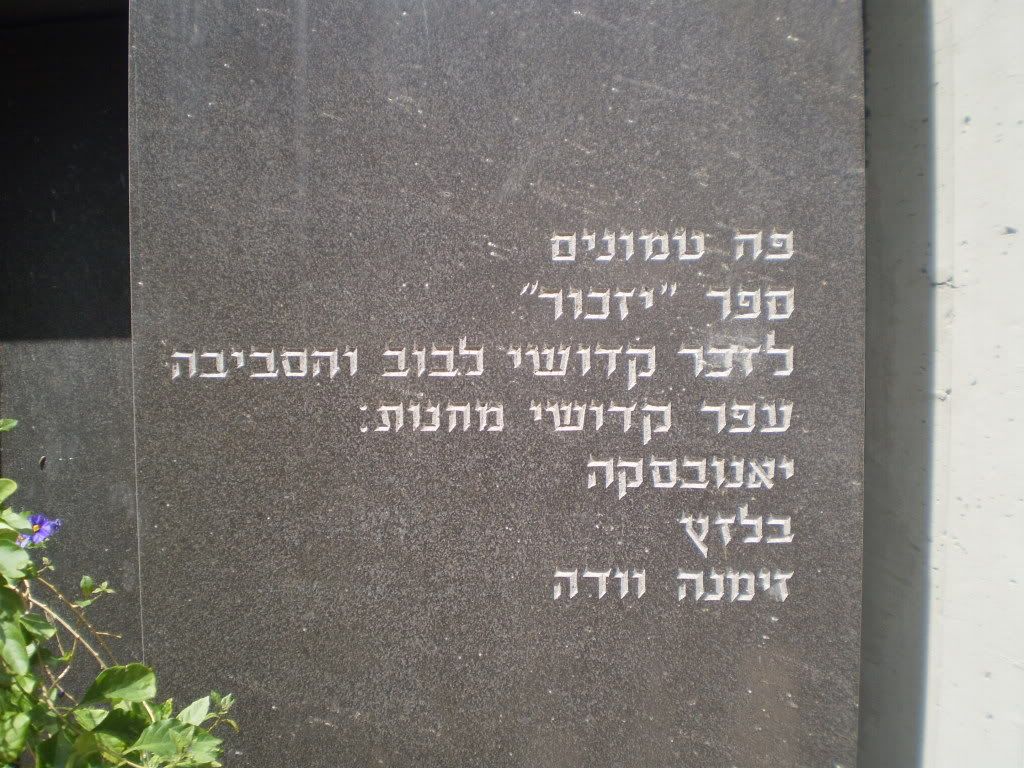 פה טמונים
ספר "יזכור"
לזכר קדושי לבוב והסביבה
עפר קדושי מחנות:
יאנובסקה
בלזץ
זימנה וודה